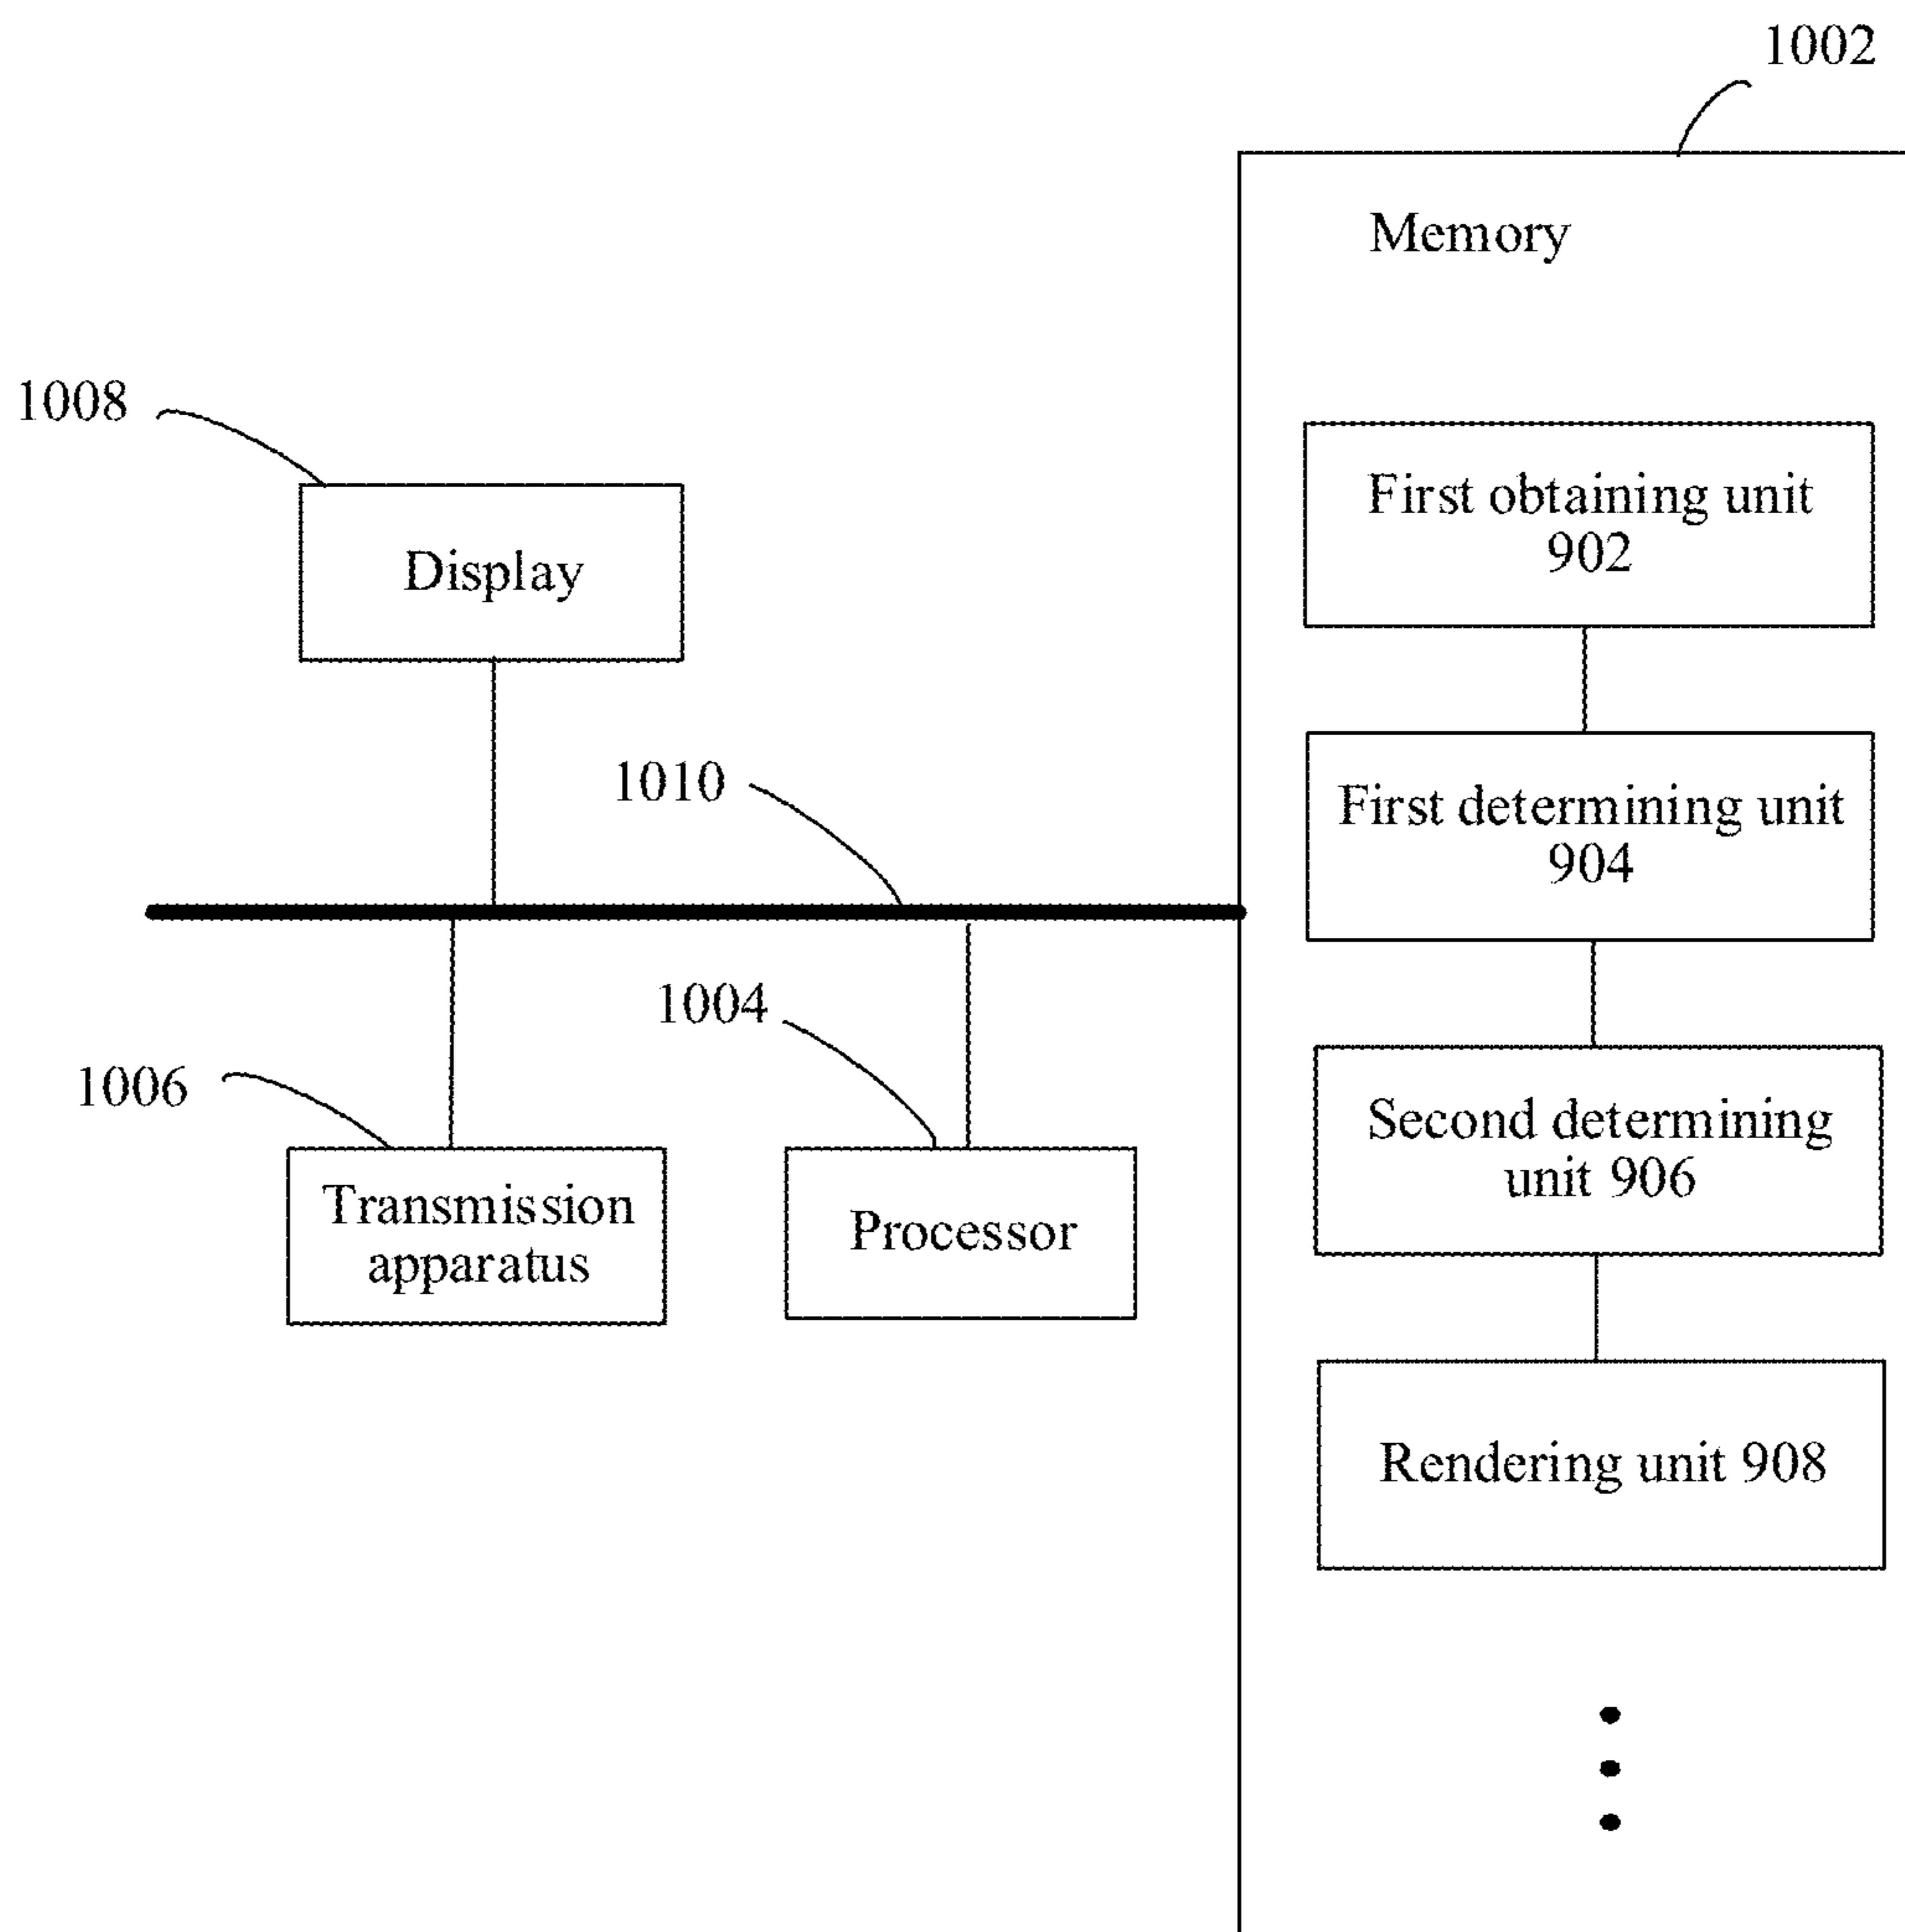 1002
Memory
1008
First obtaining unit
902
Display
1010
First determining unit
904
1004
1006
Second determining
unit 906
Transmission
apparatus
Processor
Rendering unit 908